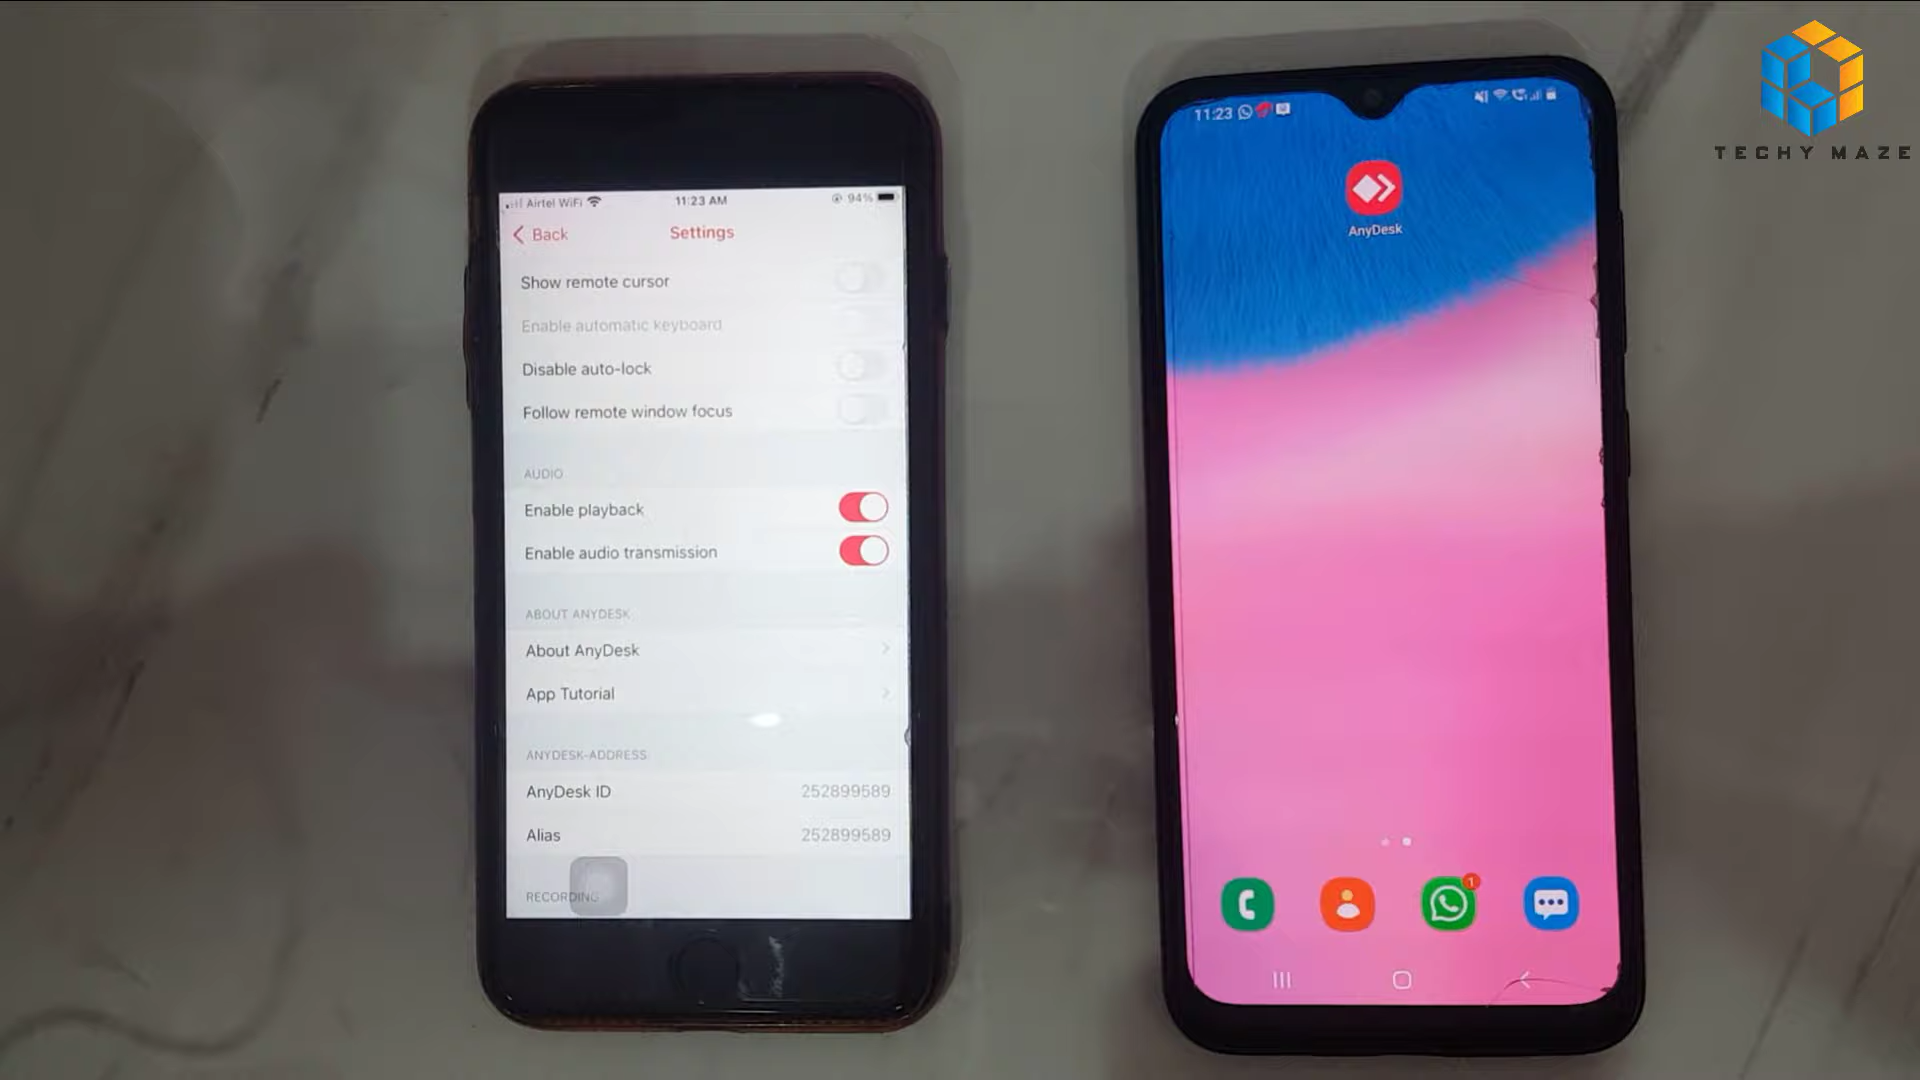 TECHY MAZE
Airtel WiFi 11:23 AM 94%
Back Settings
Show remote cursor
Enable automatic keyboard
Disable auto-lock
Follow remote window focus
AUDIO
Enable playback
Enable audio transmission
ABOUT ANYDESK
About AnyDesk
App Tutorial
ANYDESK-ADDRESS
AnyDesk ID 252899589
Alias 252899589
RECORDING
11:23
AnyDesk
1